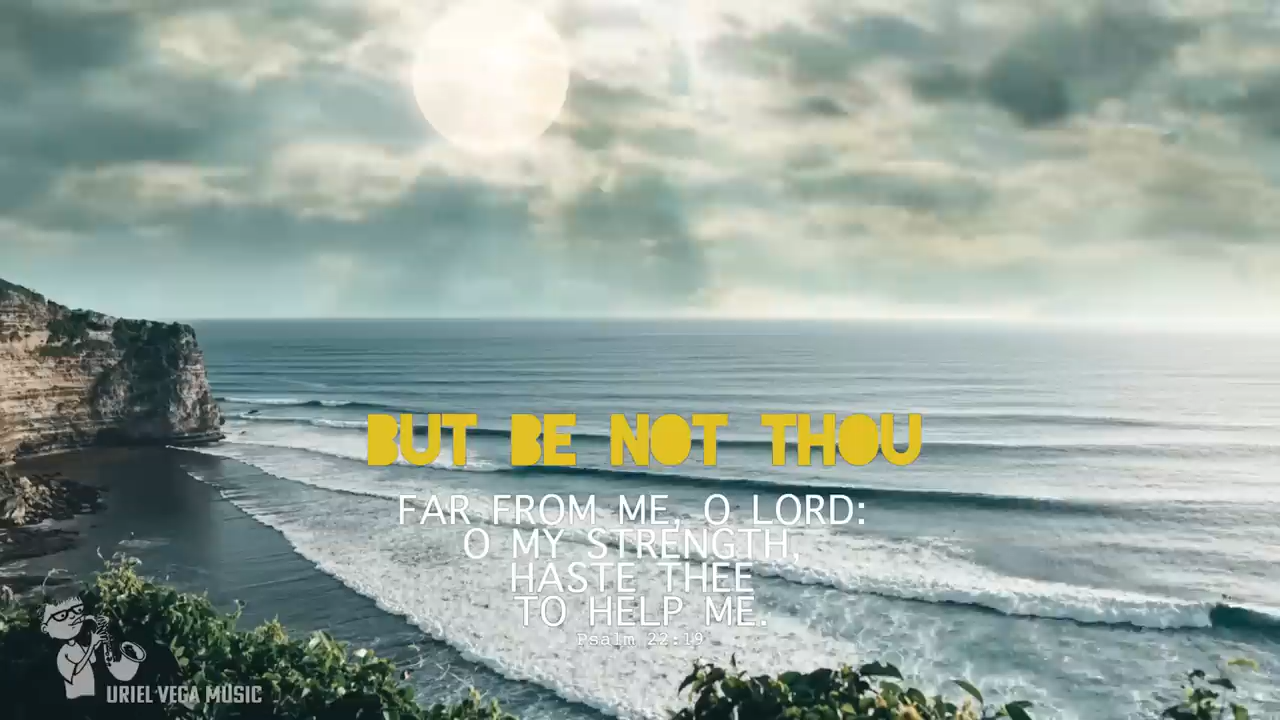 BUT BE NOT THOU
FAR FROM ME, O LORD:
O MY STRENGTH,
HASTE THEE
TO HELP ME.
Psalm 22:19
URIEL VEGA MUSIC